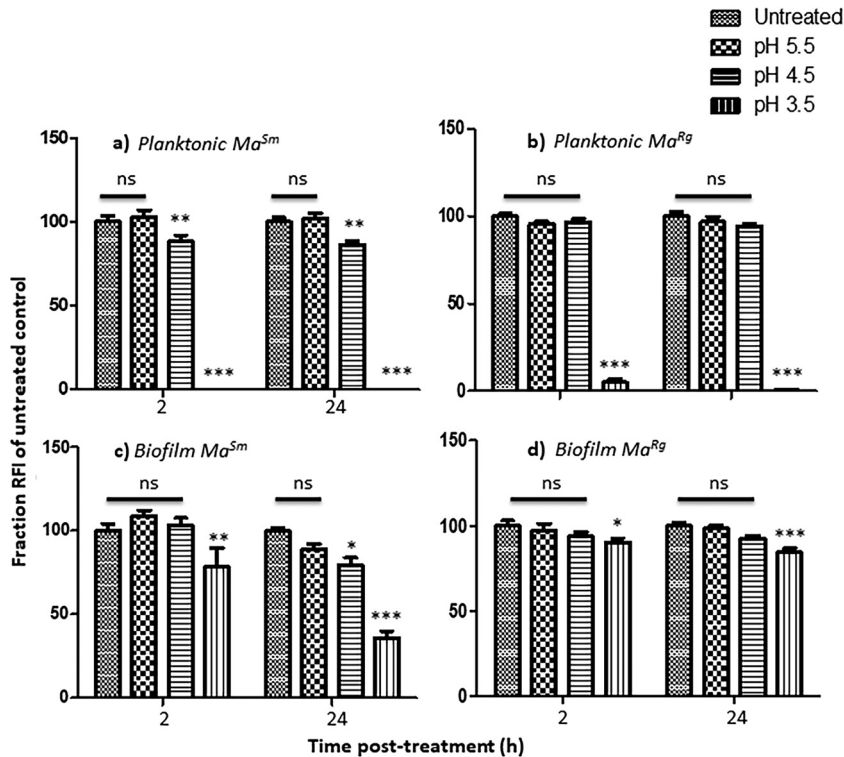 Untreated
pH 5.5
pH 4.5
pH 3.5
Fraction RFI of untreated control
a) Planktonic Ma^Sm
150
100
50
0
ns
**
***
ns
**
***
2
24
b) Planktonic Ma^Rg
150
100
50
0
ns
***
ns
***
c) Biofilm Ma^Sm
150
100
50
0
ns
**
ns
*
***
2
24
d) Biofilm Ma^Rg
150
100
50
0
ns
*
ns
***
2
24
Time post-treatment (h)